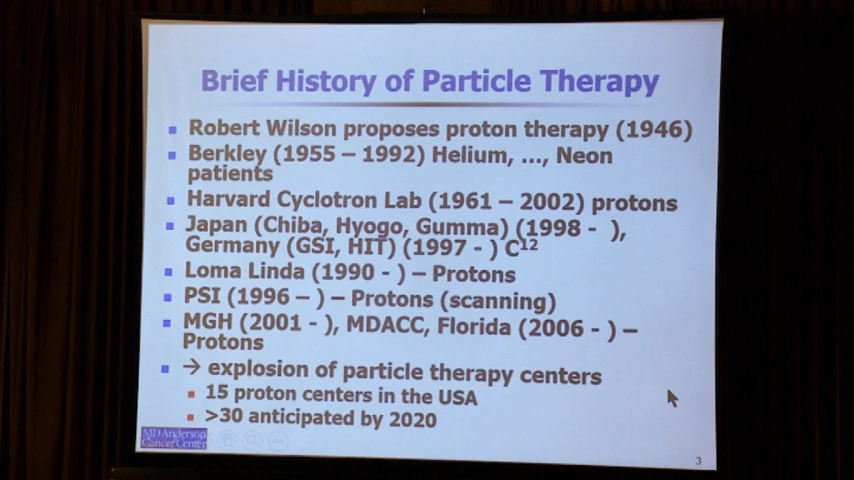 3
Brief History of Particle Therapy
Robert Wilson proposes proton therapy (1946)
Berkley (1955 – 1992) Helium, ..., Neon
patients
Harvard Cyclotron Lab (1961 – 2002) protons
Japan (Chiba, Hyogo, Gumma) (1998 - ),
Germany (GSI, HIT) (1997 - ) C¹²
Loma Linda (1990 - ) – Protons
PSI (1996 – ) – Protons (scanning)
MGH (2001 - ), MDACC, Florida (2006 - ) –
Protons
→ explosion of particle therapy centers
15 proton centers in the USA
>30 anticipated by 2020
MD Anderson
Cancer Center
3